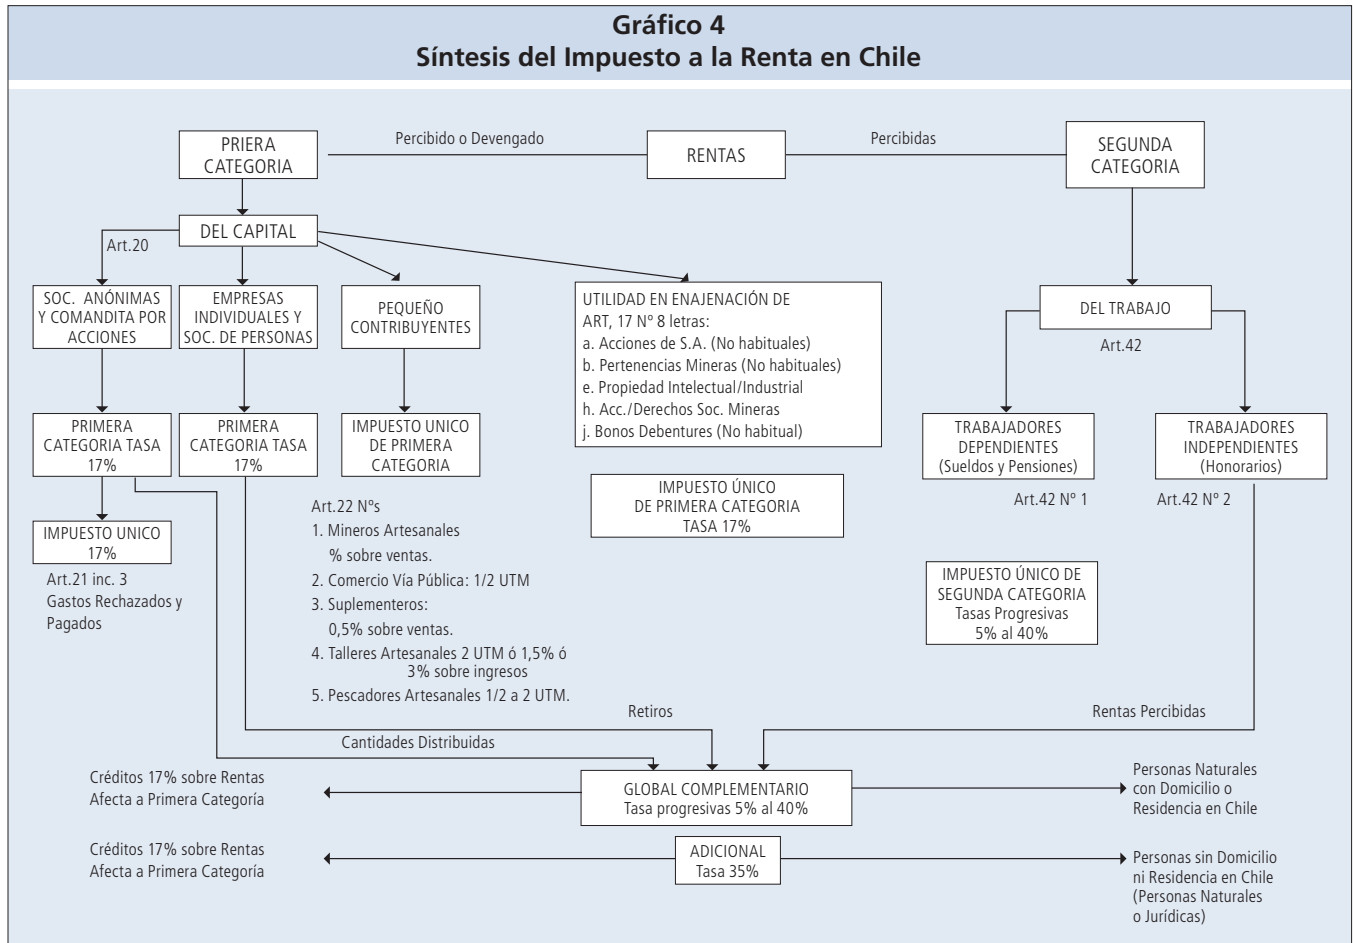 Gráfico 4
Síntesis del Impuesto a la Renta en Chile
PRIERA
CATEGORIA
Percibido o Devengado
RENTAS
Percibidas
SEGUNDA
CATEGORIA
DEL CAPITAL
Art.20
SOC. ANÓNIMAS
Y COMANDITA POR
ACCIONES
EMPRESAS
INDIVIDUALES Y
SOC. DE PERSONAS
PEQUEÑO
CONTRIBUYENTES
UTILIDAD EN ENAJENACIÓN DE
ART, 17 Nº 8 letras:
a. Acciones de S.A. (No habituales)
b. Pertenencias Mineras (No habituales)
e. Propiedad Intelectual/Industrial
h. Acc./Derechos Soc. Mineras
j. Bonos Debentures (No habitual)
DEL TRABAJO
Art.42
PRIMERA
CATEGORIA TASA
17%
PRIMERA
CATEGORIA TASA
17%
IMPUESTO UNICO
DE PRIMERA
CATEGORIA
TRABAJADORES
DEPENDIENTES
(Sueldos y Pensiones)
TRABAJADORES
INDEPENDIENTES
(Honorarios)
Art.42 Nº 1
Art.42 Nº 2
IMPUESTO ÚNICO
DE PRIMERA CATEGORIA
TASA 17%
IMPUESTO UNICO
17%
Art.21 inc. 3
Gastos Rechazados y
Pagados
Art.22 Nºs
1. Mineros Artesanales
% sobre ventas.
2. Comercio Vía Pública: 1/2 UTM
3. Suplementeros:
0,5% sobre ventas.
4. Talleres Artesanales 2 UTM ó 1,5% ó
3% sobre ingresos
5. Pescadores Artesanales 1/2 a 2 UTM.
IMPUESTO ÚNICO DE
SEGUNDA CATEGORIA
Tasas Progresivas
5% al 40%
Retiros
Rentas Percibidas
Cantidades Distribuidas
Créditos 17% sobre Rentas
Afecta a Primera Categoría
GLOBAL COMPLEMENTARIO
Tasa progresivas 5% al 40%
Personas Naturales
con Domicilio o
Residencia en Chile
Créditos 17% sobre Rentas
Afecta a Primera Categoría
ADICIONAL
Tasa 35%
Personas sin Domicilio
ni Residencia en Chile
(Personas Naturales
o Jurídicas)